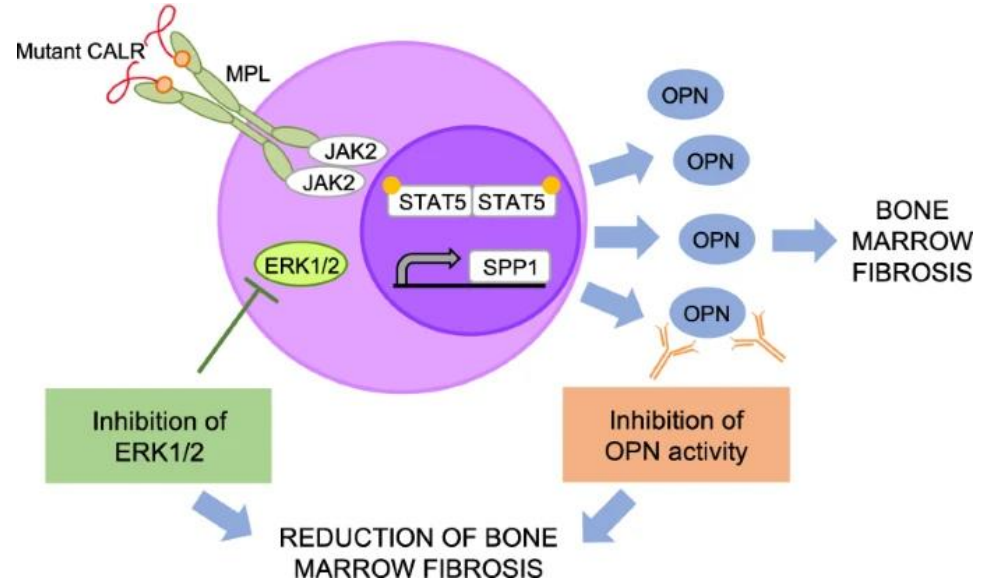 Mutant CALR
MPL
JAK2
JAK2
STAT5 STAT5
ERK1/2
SPP1
OPN
OPN
OPN
OPN
BONE
MARROW
FIBROSIS
Inhibition of
ERK1/2
Inhibition of
OPN activity
REDUCTION OF BONE
MARROW FIBROSIS